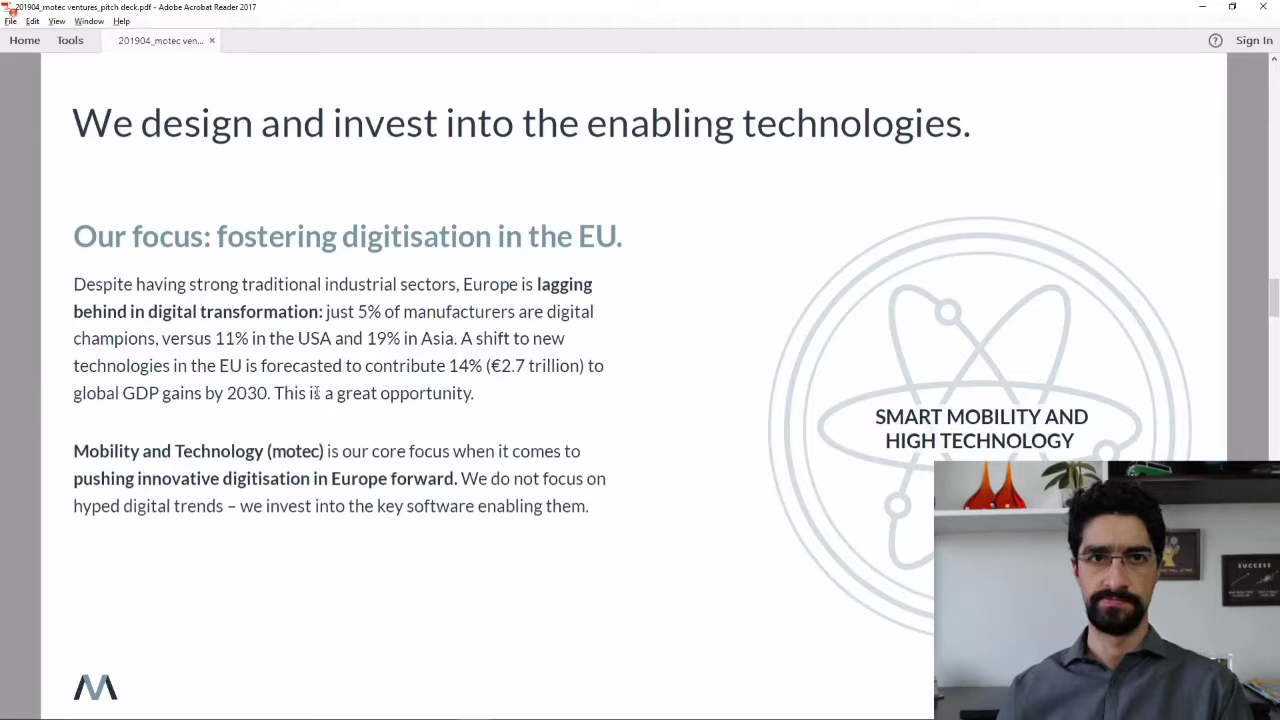 201904_motec ventures_pitch deck.pdf - Adobe Acrobat Reader 2017
File Edit View Window Help
Home Tools 201904_motec ven... × Sign In
We design and invest into the enabling technologies.
Our focus: fostering digitisation in the EU.
Despite having strong traditional industrial sectors, Europe is lagging
behind in digital transformation: just 5% of manufacturers are digital
champions, versus 11% in the USA and 19% in Asia. A shift to new
technologies in the EU is forecasted to contribute 14% (€2.7 trillion) to
global GDP gains by 2030. This is a great opportunity.
Mobility and Technology (motec) is our core focus when it comes to
pushing innovative digitisation in Europe forward. We do not focus on
hyped digital trends – we invest into the key software enabling them.
SMART MOBILITY AND
HIGH TECHNOLOGY
SUCCESS